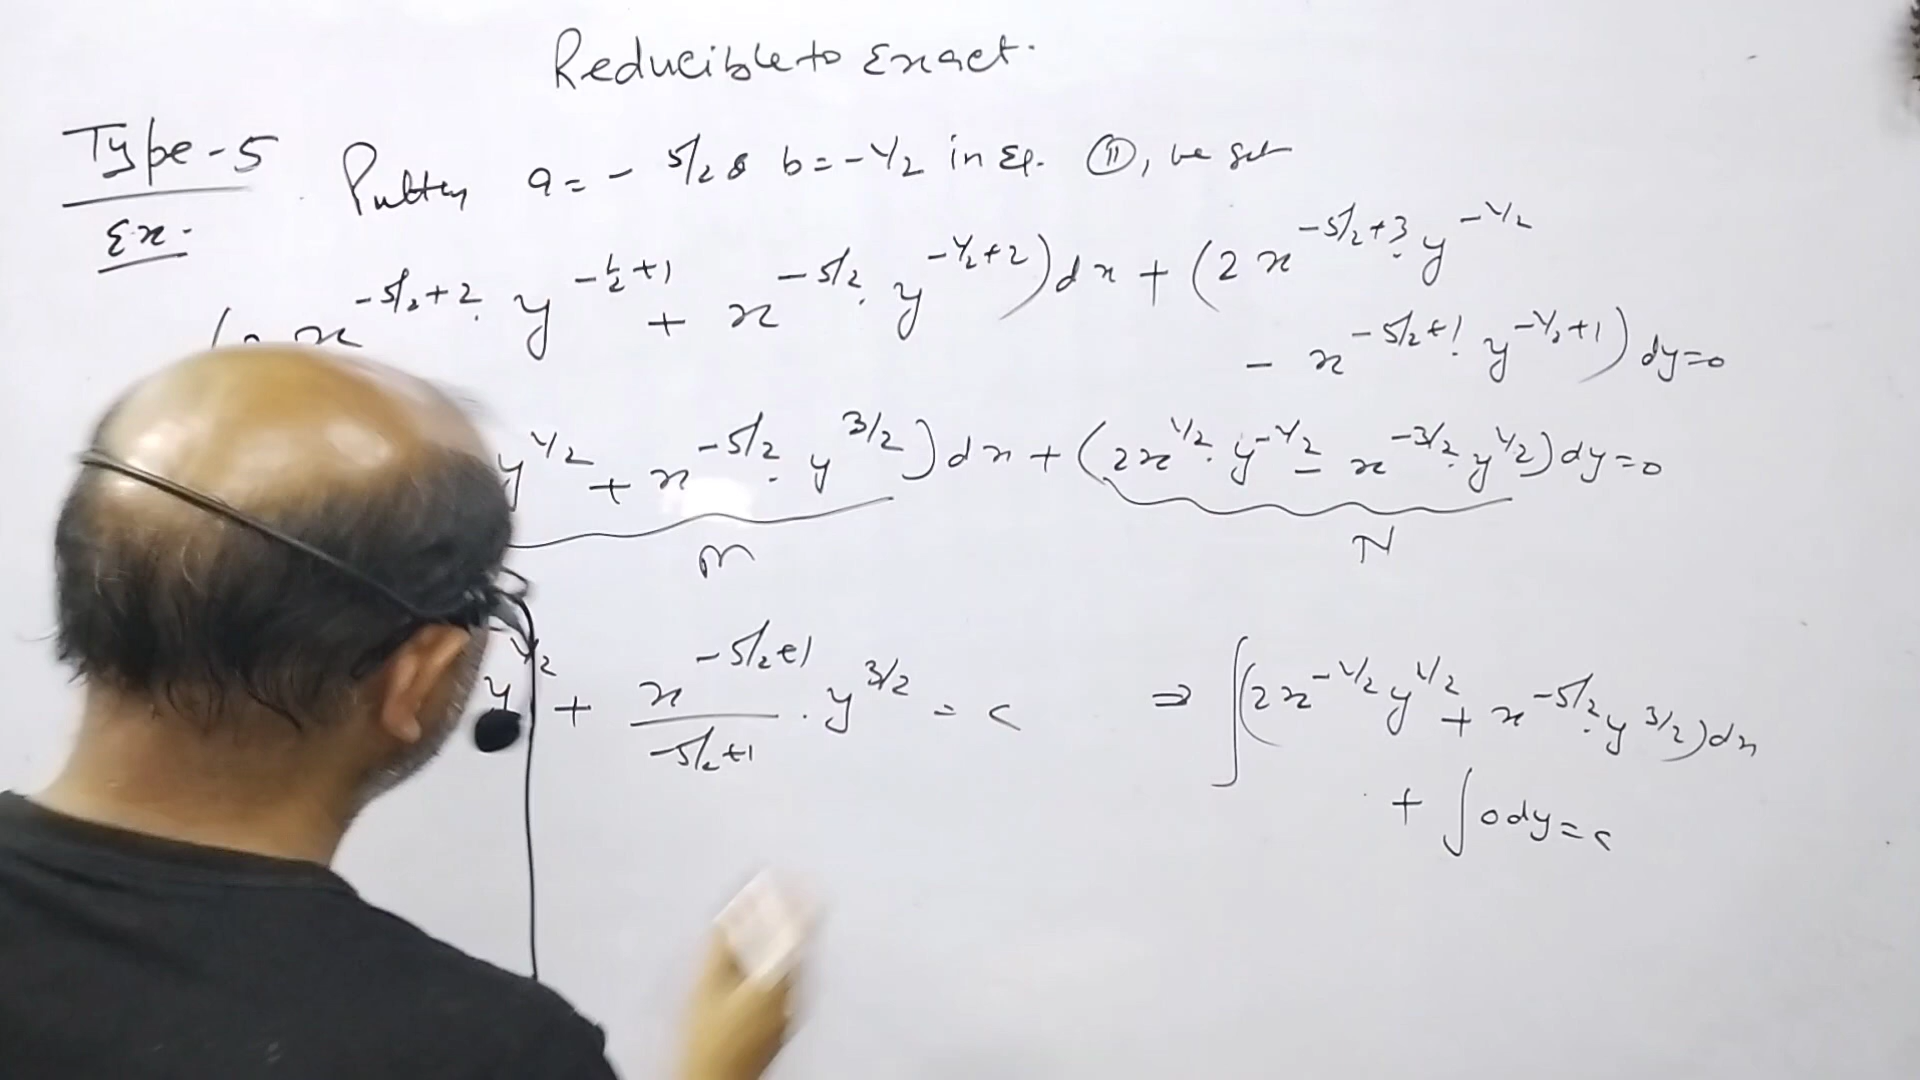 Reducible to Exact.
Type-5
Ex.
Putting a = - 5/2 & b = -1/2 in Eq. (II), we get
x^{-5/2+2} . y^{-1/2+1} + x^{-5/2} . y^{-1/2+2}) dx + (2 x^{-5/2+3} . y^{-1/2}
- x^{-5/2+1} . y^{-1/2+1}) dy=0
y^{1/2} + x^{-5/2} . y^{3/2}) dx + (2x^{1/2} . y^{-1/2} - x^{-3/2} . y^{1/2}) dy=0
M N
y^{1/2} + \frac{x^{-5/2+1}}{-5/2+1} . y^{3/2} = c
⇒ ∫(2x^{-1/2} y^{1/2} + x^{-5/2} . y^{3/2}) dx
+ ∫ 0 dy = c